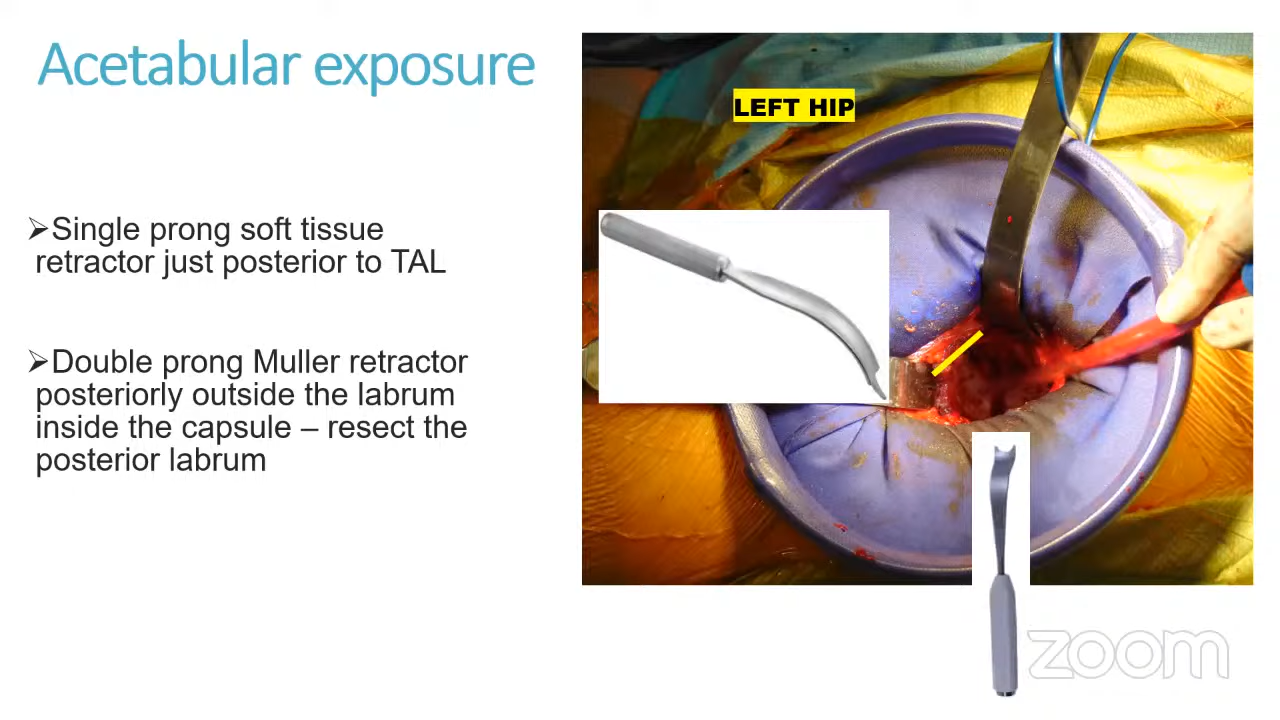 Acetabular exposure
➢Single prong soft tissue
retractor just posterior to TAL
➢Double prong Muller retractor
posteriorly outside the labrum
inside the capsule – resect the
posterior labrum
LEFT HIP
zoom